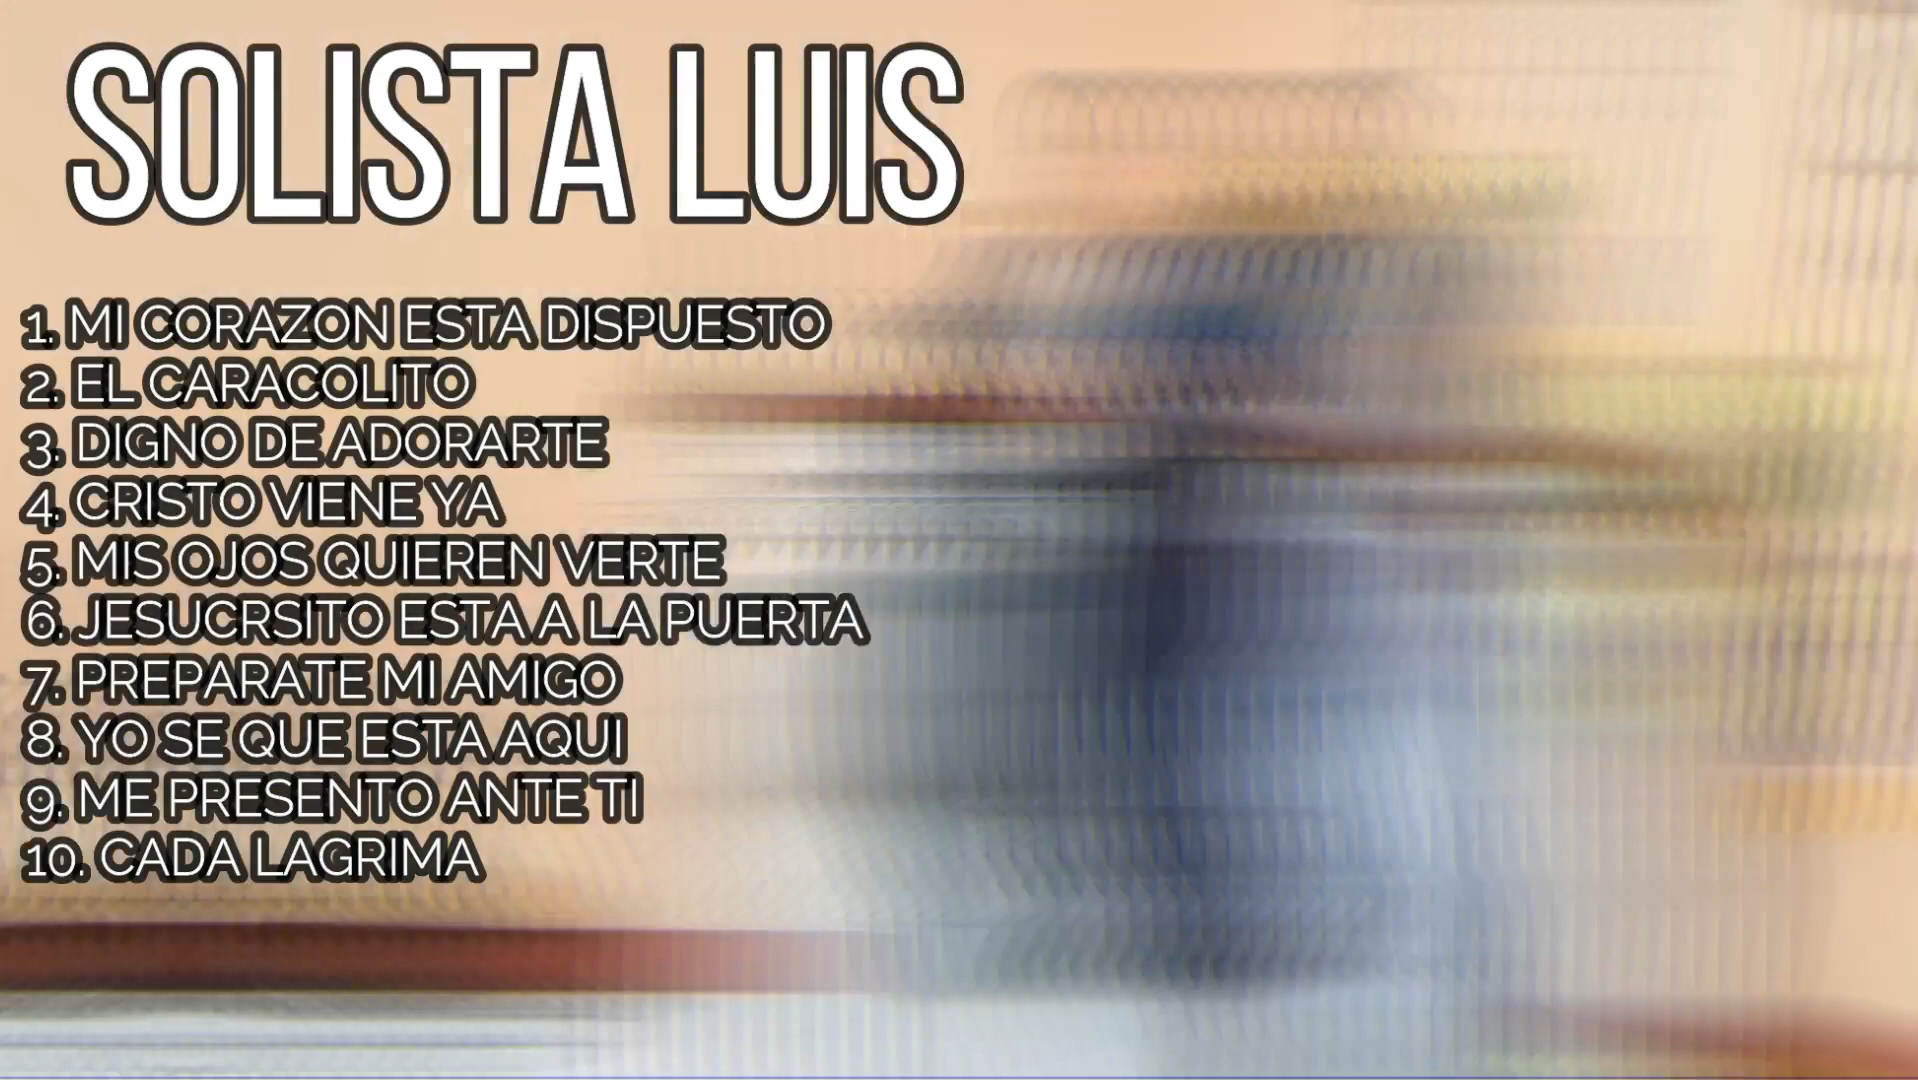 SOLISTA LUIS
1. MI CORAZON ESTA DISPUESTO
2. EL CARACOLITO
3. DIGNO DE ADORARTE
4. CRISTO VIENE YA
5. MIS OJOS QUIEREN VERTE
6. JESUCRSITO ESTA A LA PUERTA
7. PREPARATE MI AMIGO
8. YO SE QUE ESTA AQUI
9. ME PRESENTO ANTE TI
10. CADA LAGRIMA